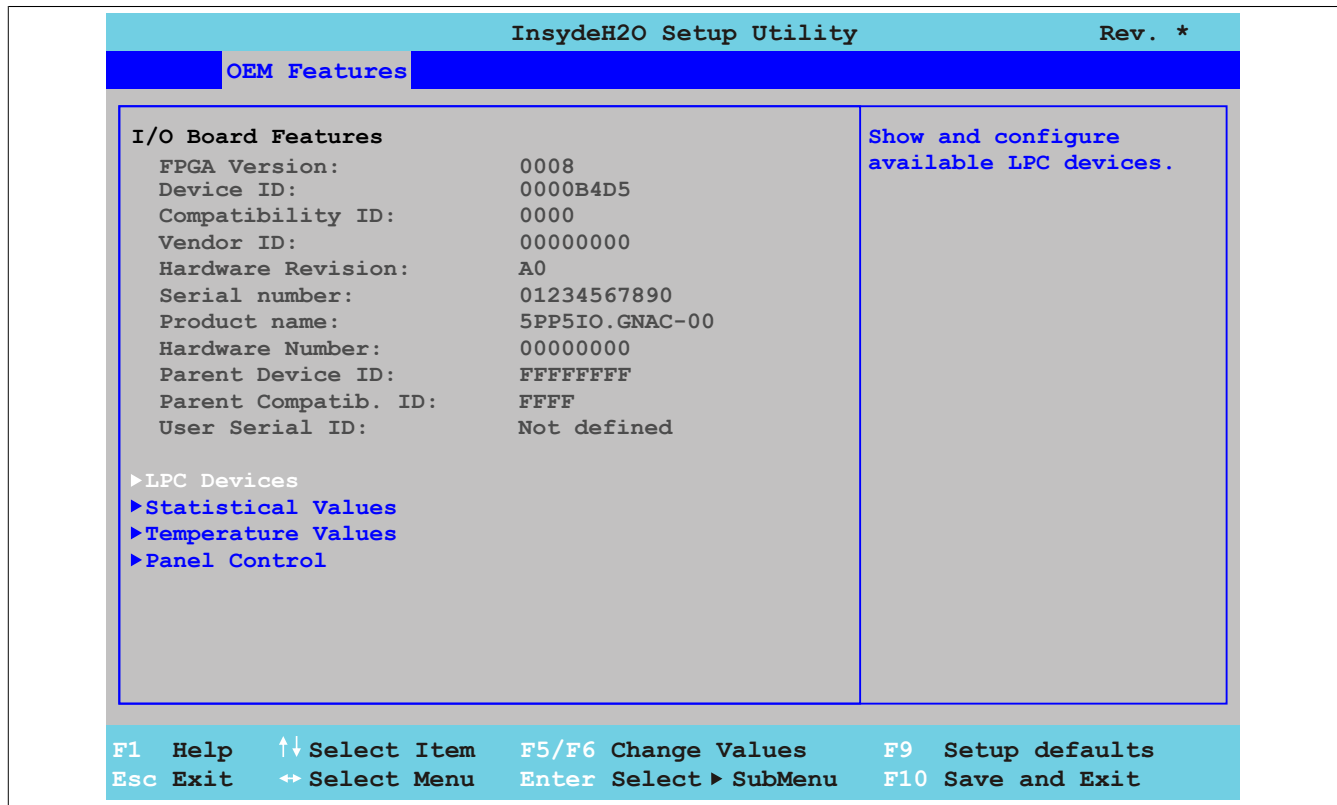 InsydeH2O Setup Utility Rev. *
OEM Features
I/O Board Features
FPGA Version: 0008
Device ID: 0000B4D5
Compatibility ID: 0000
Vendor ID: 00000000
Hardware Revision: A0
Serial number: 01234567890
Product name: 5PP5IO.GNAC-00
Hardware Number: 00000000
Parent Device ID: FFFFFFFF
Parent Compatib. ID: FFFF
User Serial ID: Not defined
▶LPC Devices
▶Statistical Values
▶Temperature Values
▶Panel Control
Show and configure
available LPC devices.
F1 Help ↑↓ Select Item F5/F6 Change Values F9 Setup defaults
Esc Exit ↔ Select Menu Enter Select ▶ SubMenu F10 Save and Exit